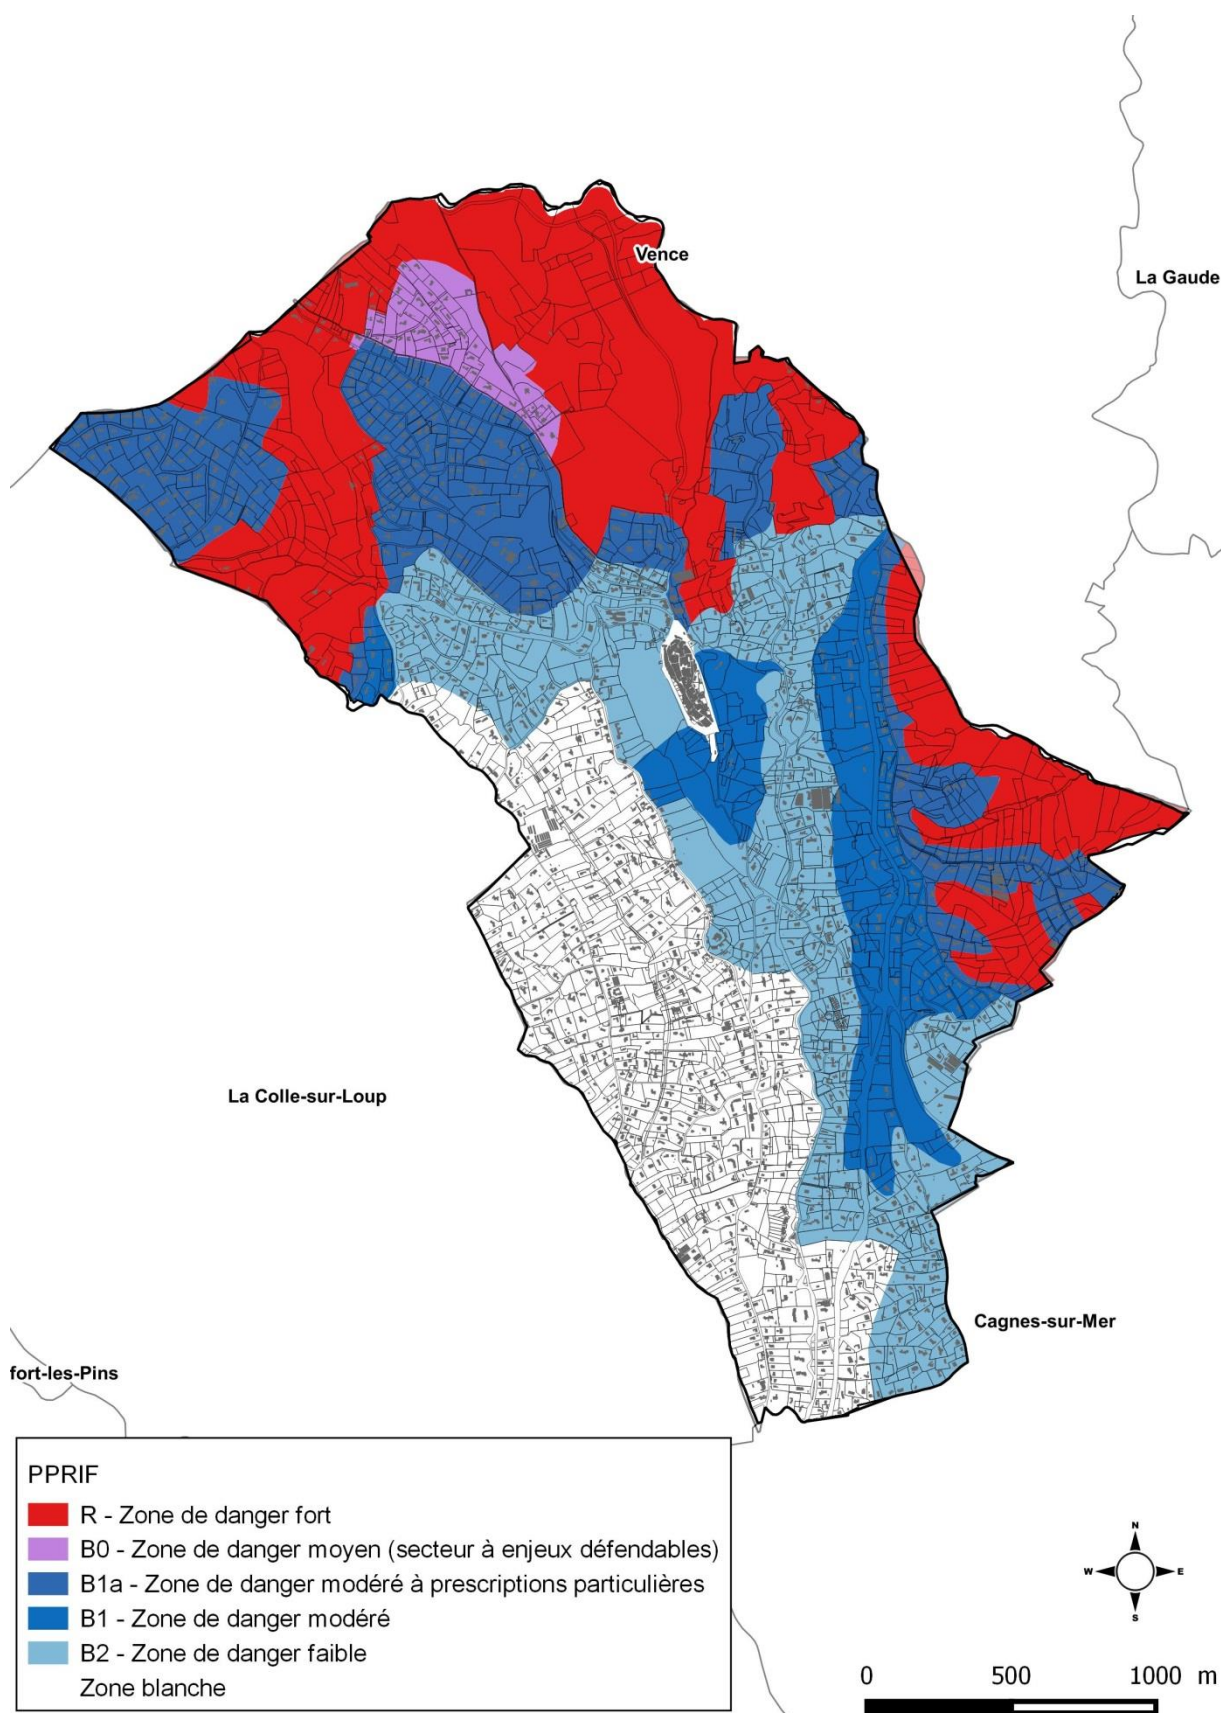 Vence
La Gaude
La Colle-sur-Loup
Cagnes-sur-Mer
fort-les-Pins
PPRIF
R - Zone de danger fort
B0 - Zone de danger moyen (secteur à enjeux défendables)
B1a - Zone de danger modéré à prescriptions particulières
B1 - Zone de danger modéré
B2 - Zone de danger faible
Zone blanche
N
W E
S
0 500 1000 m